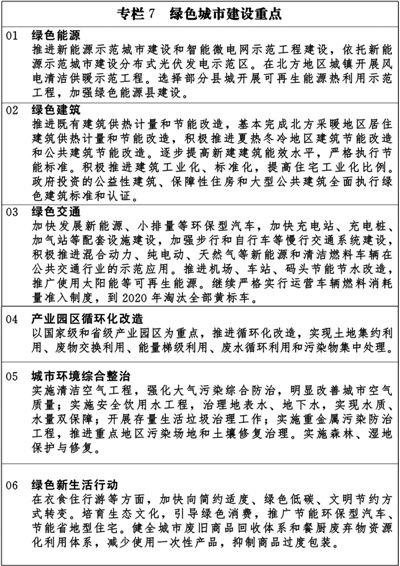 专栏 7 绿色城市建设重点
01 绿色能源
推进新能源示范城市建设和智能微电网示范工程建设，依托新能
源示范城市建设分布式光伏发电示范区。在北方地区城镇开展风
电清洁供暖示范工程。选择部分县城开展可再生能源热利用示范
工程，加强绿色能源县建设。
02 绿色建筑
推进既有建筑供热计量和节能改造，基本完成北方采暖地区居住
建筑供热计量和节能改造，积极推进夏热冬冷地区建筑节能改造
和公共建筑节能改造。逐步提高新建建筑能效水平，严格执行节
能标准。积极推进建筑工业化、标准化，提高住宅工业化比例。
政府投资的公益性建筑、保障性住房和大型公共建筑全面执行绿
色建筑标准和认证。
03 绿色交通
加快发展新能源、小排量等环保型汽车，加快充电站、充电桩、
加气站等配套设施建设，加强步行和自行车等慢行交通系统建设，
积极推进混合动力、纯电动、天然气等新能源和清洁燃料车辆在
公共交通行业的示范应用。推进机场、车站、码头节能节水改造，
推广使用太阳能等可再生能源。继续严格实行运营车辆燃料消耗
量准入制度，到 2020 年淘汰全部黄标车。
04 产业园区循环化改造
以国家级和省级产业园区为重点，推进循环化改造，实现土地集约利
用、废物交换利用、能量梯级利用、废水循环利用和污染物集中处理。
05 城市环境综合整治
实施清洁空气工程，强化大气污染综合防治，明显改善城市空气
质量；实施安全饮用水工程，治理地表水、地下水，实现水质、
水量双保障；开展存量生活垃圾治理工作；实施重金属污染防治
工程，推进重点地区污染场地和土壤修复治理。实施森林、湿地
保护与修复。
06 绿色新生活行动
在衣食住行游等方面，加快向简约适度、绿色低碳、文明节约方
式转变。培育生态文化，引导绿色消费，推广节能环保型汽车、
节能省地型住宅。健全城市废旧商品回收体系和餐厨废弃物资源
化利用体系，减少使用一次性产品，抑制商品过度包装。